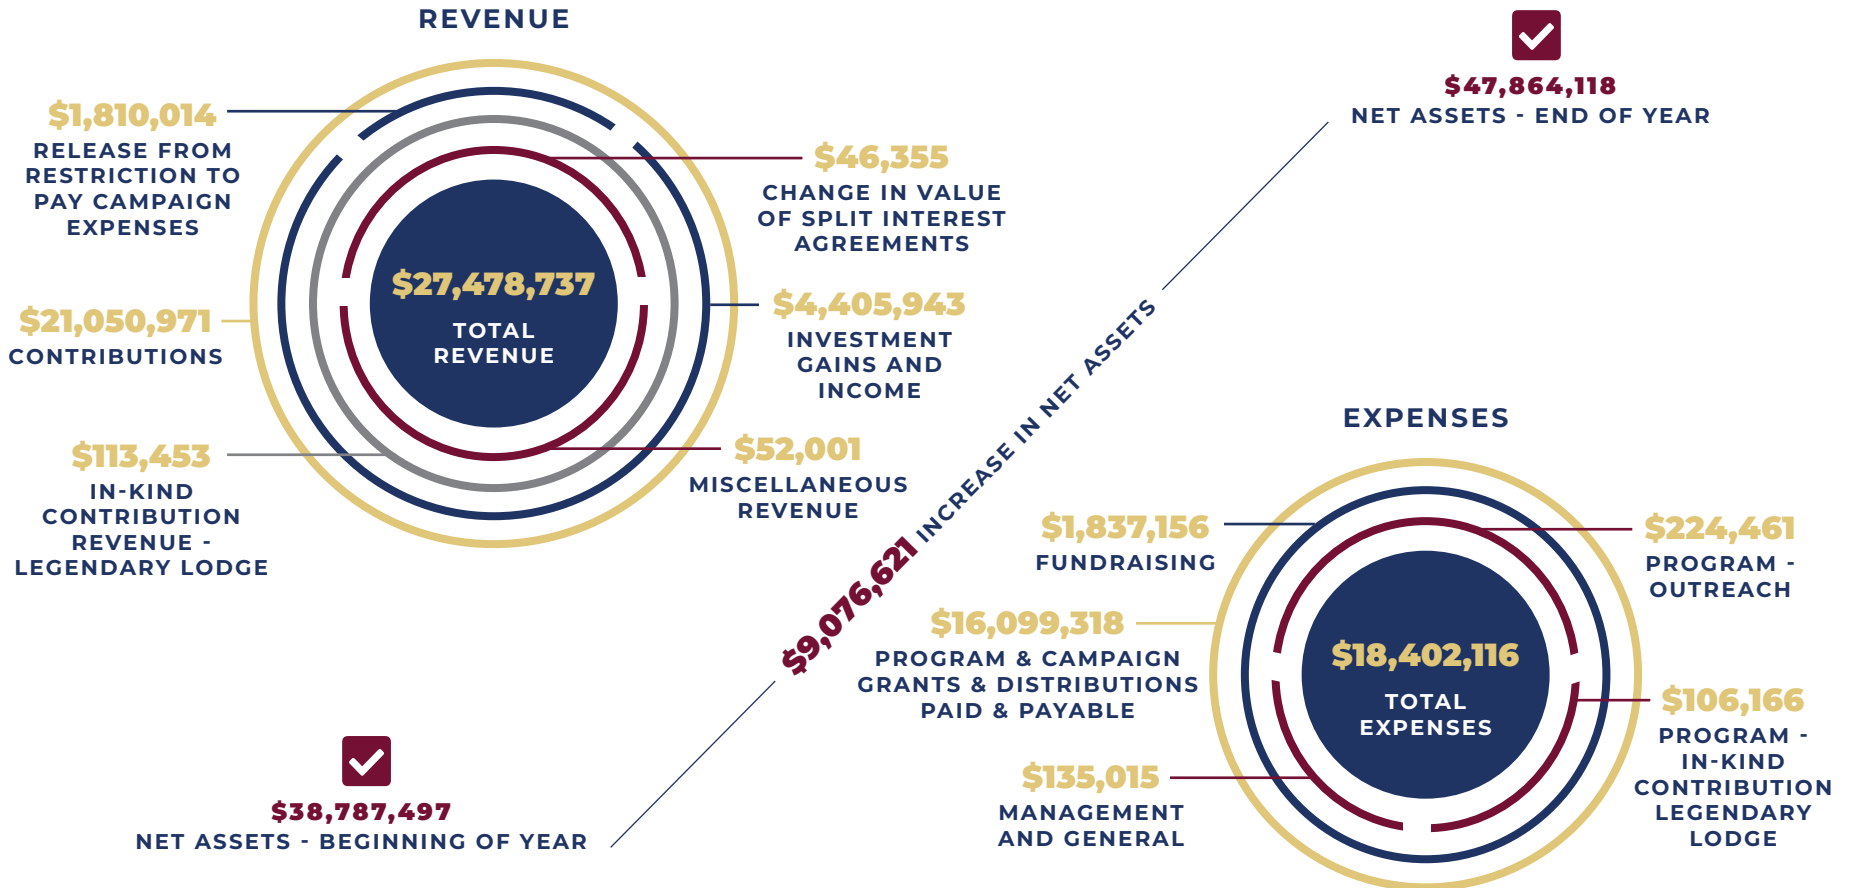 REVENUE
$1,810,014
RELEASE FROM
RESTRICTION TO
PAY CAMPAIGN
EXPENSES
$21,050,971
CONTRIBUTIONS
$113,453
IN-KIND
CONTRIBUTION
REVENUE -
LEGENDARY LODGE
$27,478,737
TOTAL
REVENUE
$46,355
CHANGE IN VALUE
OF SPLIT INTEREST
AGREEMENTS
$4,405,943
INVESTMENT
GAINS AND
INCOME
$52,001
MISCELLANEOUS
REVENUE
$47,864,118
NET ASSETS - END OF YEAR
$9,076,621 INCREASE IN NET ASSETS
$38,787,497
NET ASSETS - BEGINNING OF YEAR
EXPENSES
$1,837,156
FUNDRAISING
$16,099,318
PROGRAM & CAMPAIGN
GRANTS & DISTRIBUTIONS
PAID & PAYABLE
$135,015
MANAGEMENT
AND GENERAL
$18,402,116
TOTAL
EXPENSES
$224,461
PROGRAM -
OUTREACH
$106,166
PROGRAM -
IN-KIND
CONTRIBUTION
LEGENDARY
LODGE